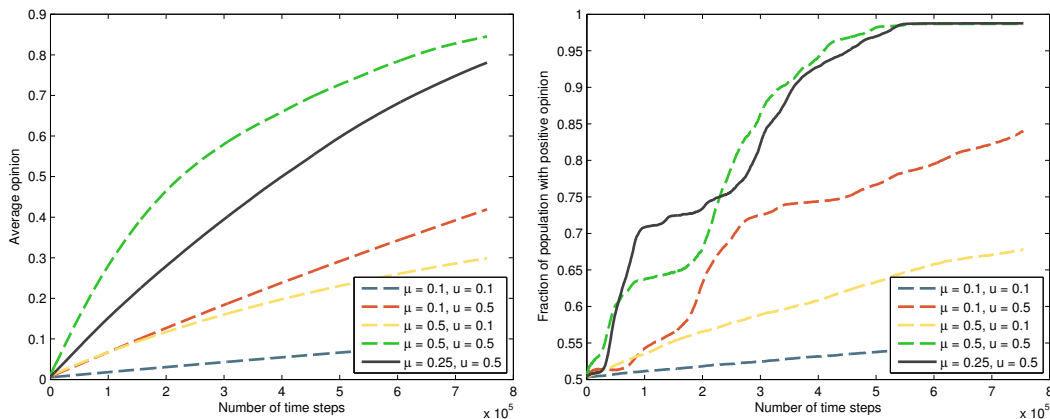 0.9
0.8
0.7
0.6
0.5
0.4
0.3
0.2
0.1
0
Average opinion
0 1 2 3 4 5 6 7 8
Number of time steps
x 10⁵
μ = 0.1, u = 0.1
μ = 0.1, u = 0.5
μ = 0.5, u = 0.1
μ = 0.5, u = 0.5
μ = 0.25, u = 0.5
1
0.95
0.9
0.85
0.8
0.75
0.7
0.65
0.6
0.55
0.5
Fraction of population with positive opinion
0 1 2 3 4 5 6 7 8
Number of time steps
x 10⁵
μ = 0.1, u = 0.1
μ = 0.1, u = 0.5
μ = 0.5, u = 0.1
μ = 0.5, u = 0.5
μ = 0.25, u = 0.5